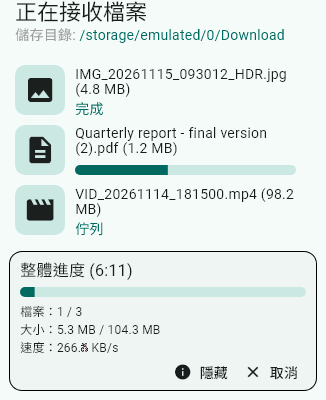 正在接收檔案
儲存目錄: /storage/emulated/0/Download
IMG_20261115_093012_HDR.jpg
(4.8 MB)
完成
Quarterly report - final version
(2).pdf (1.2 MB)
VID_20261114_181500.mp4 (98.2
MB)
佇列
整體進度 (6:11)
檔案：1 / 3
大小：5.3 MB / 104.3 MB
速度： KB/s
隱藏
取消